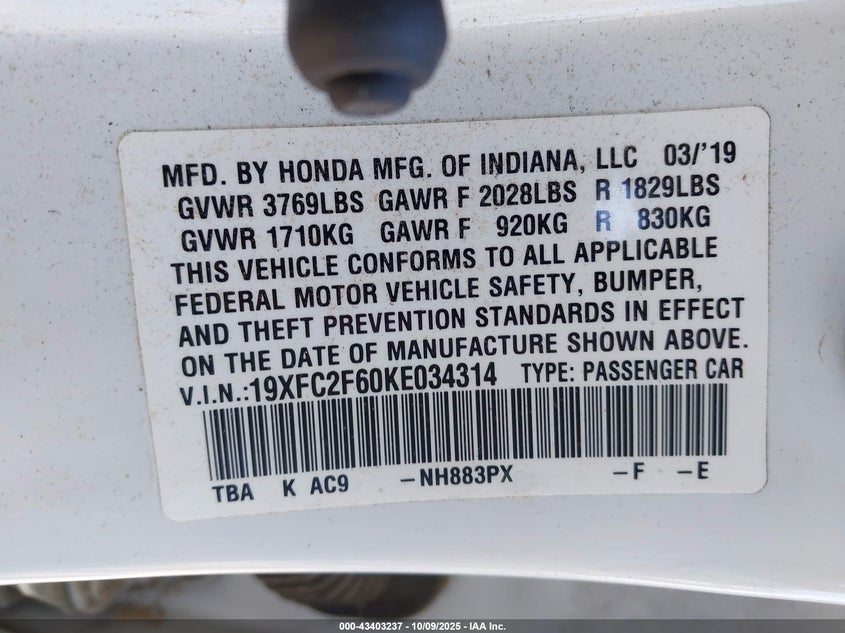 MFD. BY HONDA MFG. OF INDIANA, LLC 03/'19
GVWR 3769LBS GAWR F 2028LBS R 1829LBS
GVWR 1710KG GAWR F 920KG R 830KG
THIS VEHICLE CONFORMS TO ALL APPLICABLE
FEDERAL MOTOR VEHICLE SAFETY, BUMPER,
AND THEFT PREVENTION STANDARDS IN EFFECT
ON THE DATE OF MANUFACTURE SHOWN ABOVE.
V.I.N.:19XFC2F60KE034314 TYPE: PASSENGER CAR
TBA K AC9 –NH883PX –F –E
000-43403237 - 10/09/2025 - IAA Inc.